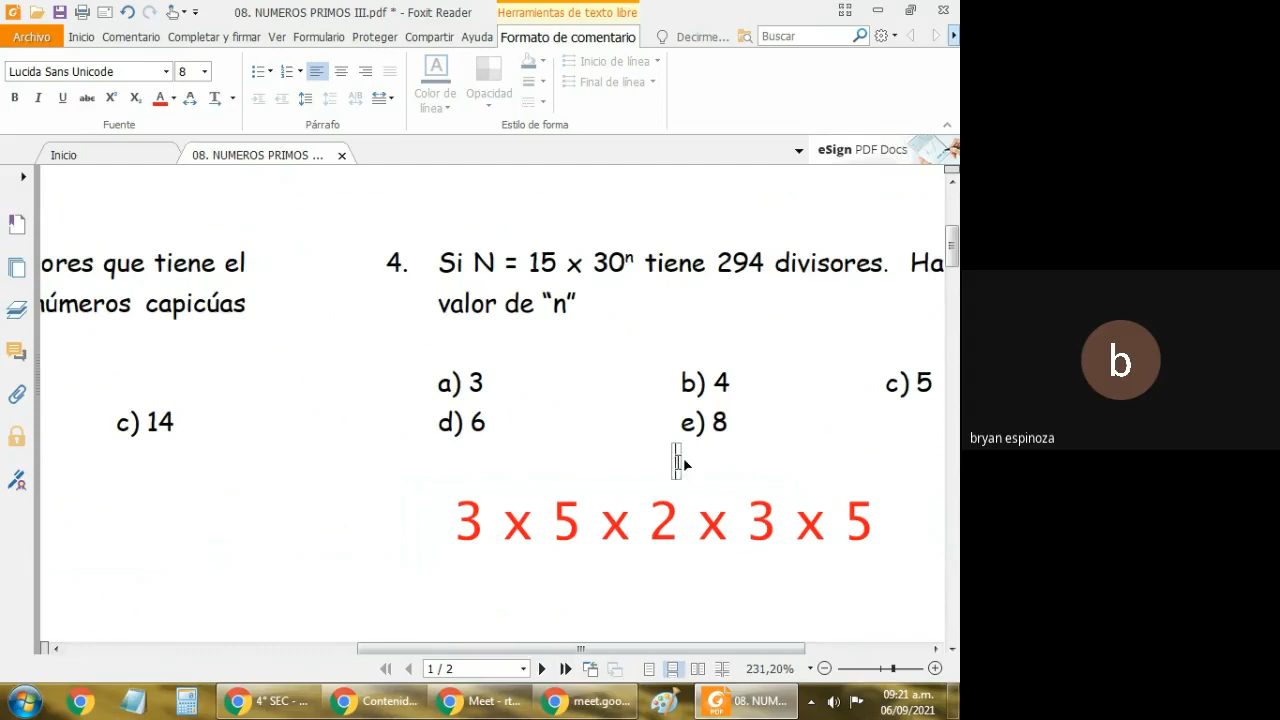 08. NUMEROS PRIMOS III.pdf * - Foxit Reader
Herramientas de texto libre
Archivo Inicio Comentario Completar y firmar Ver Formulario Proteger Compartir Ayuda Formato de comentario Decirme... Buscar
Lucida Sans Unicode 8
Color de línea
Opacidad
Inicio de línea
Final de línea
Fuente Párrafo Estilo de forma
Inicio
08. NUMEROS PRIMOS ...
eSign PDF Docs
ores que tiene el
números capicúas
c) 14
4. Si N = 15 x 30ⁿ tiene 294 divisores. Ha
valor de “n”
a) 3 b) 4 c) 5
d) 6 e) 8
3 x 5 x 2 x 3 x 5
b
bryan espinoza
1 / 2
231,20%
4° SEC - ...
Contenid...
Meet - rt...
meet.goo...
08. NUM...
09:21 a.m.
06/09/2021